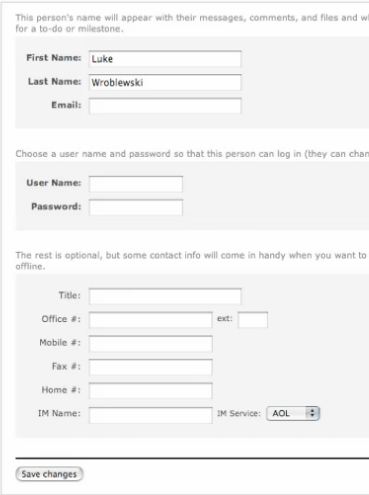 This person's name will appear with their messages, comments, and files and wh
for a to-do or milestone.
First Name: Luke
Last Name: Wroblewski
Email:
Choose a user name and password so that this person can log in (they can chan
User Name:
Password:
The rest is optional, but some contact info will come in handy when you want to
offline.
Title:
Office #: ext:
Mobile #:
Fax #:
Home #:
IM Name: IM Service: AOL
Save changes